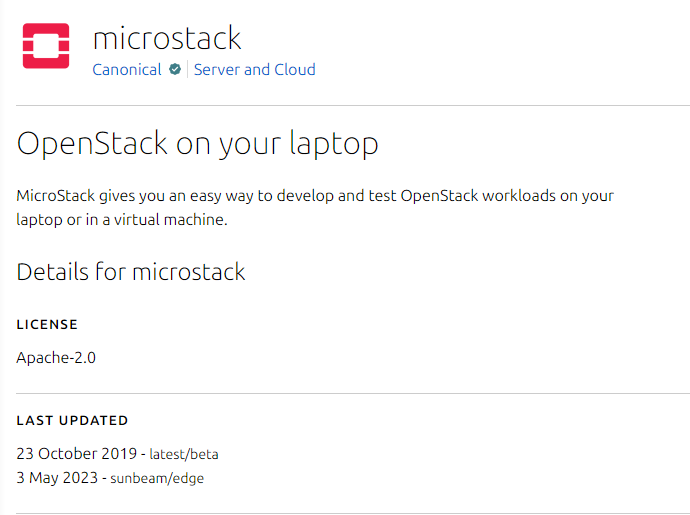 microstack
Canonical Server and Cloud
OpenStack on your laptop
MicroStack gives you an easy way to develop and test OpenStack workloads on your
laptop or in a virtual machine.
Details for microstack
LICENSE
Apache-2.0
LAST UPDATED
23 October 2019 - latest/beta
3 May 2023 - sunbeam/edge